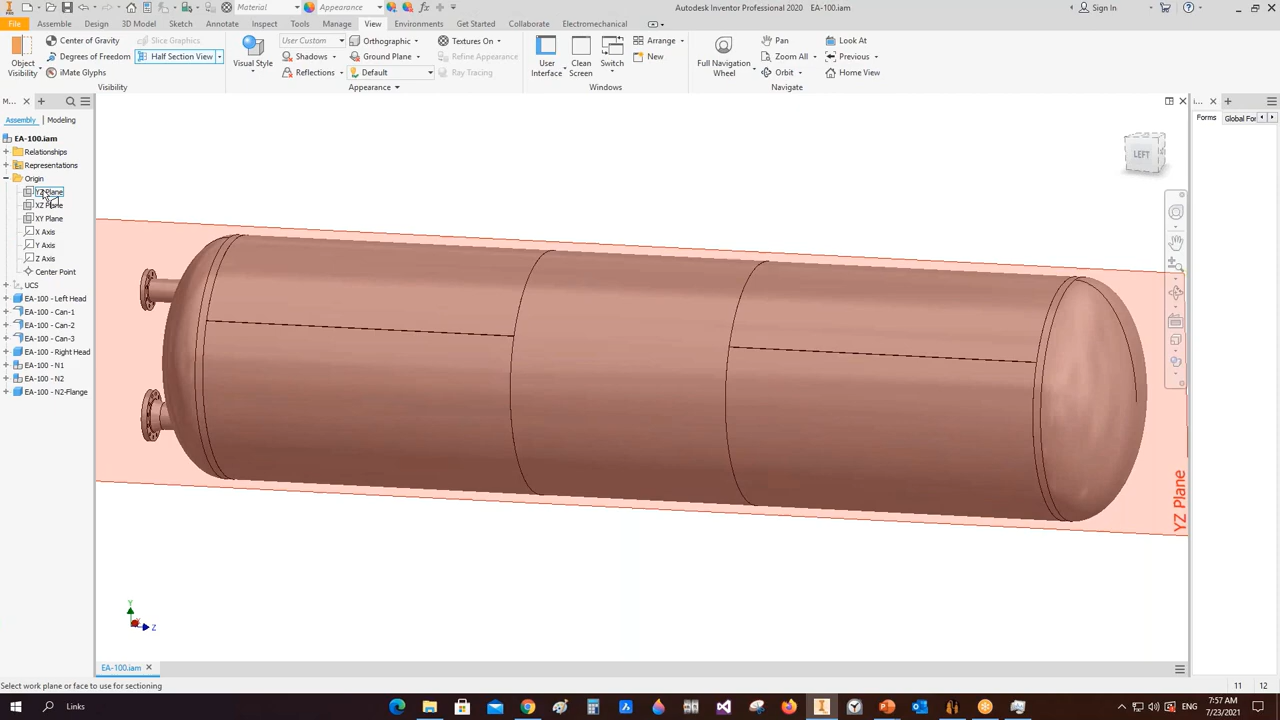 Material
Appearance
Autodesk Inventor Professional 2020 EA-100.iam
Sign In
File
Assemble
Design
3D Model
Sketch
Annotate
Inspect
Tools
Manage
View
Environments
Get Started
Collaborate
Electromechanical
Object Visibility
Center of Gravity
Degrees of Freedom
iMate Glyphs
Slice Graphics
Half Section View
Visibility
Visual Style
User Custom
Shadows
Reflections
Orthographic
Ground Plane
Default
Textures On
Refine Appearance
Ray Tracing
Appearance
User Interface
Clean Screen
Switch
Arrange
New
Windows
Full Navigation Wheel
Pan
Zoom All
Orbit
Look At
Previous
Home View
Navigate
M...
Assembly
Modeling
EA-100.iam
Relationships
Representations
Origin
YZ Plane
XZ Plane
XY Plane
X Axis
Y Axis
Z Axis
Center Point
UCS
EA-100 - Left Head
EA-100 - Can-1
EA-100 - Can-2
EA-100 - Can-3
EA-100 - Right Head
EA-100 - N1
EA-100 - N2
EA-100 - N2-Flange
LEFT
YZ Plane
Y
Z
i...
Forms
Global For
EA-100.iam
Select work plane or face to use for sectioning
11 12
Links
7:57 AM
7/23/2021